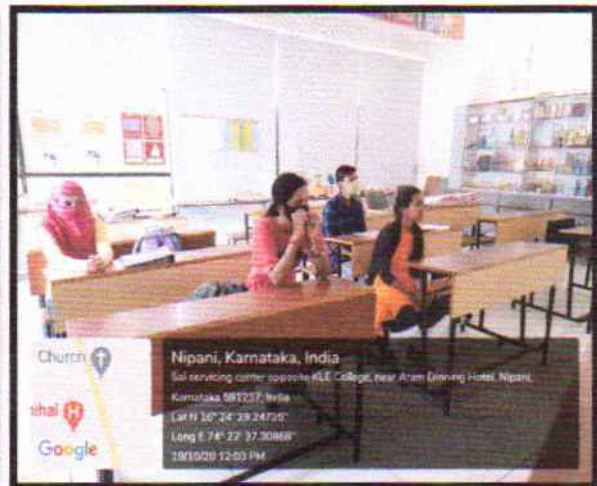 Church
Nipani, Karnataka, India
Sai servicing center opposite KLE College, near Aram Dinning Hotel, Nipani,
Karnataka 591237, India
Lat N 16° 24' 29.24735"
Long E 74° 22' 37.30868"
19/10/20 12:03 PM
nihal
Google